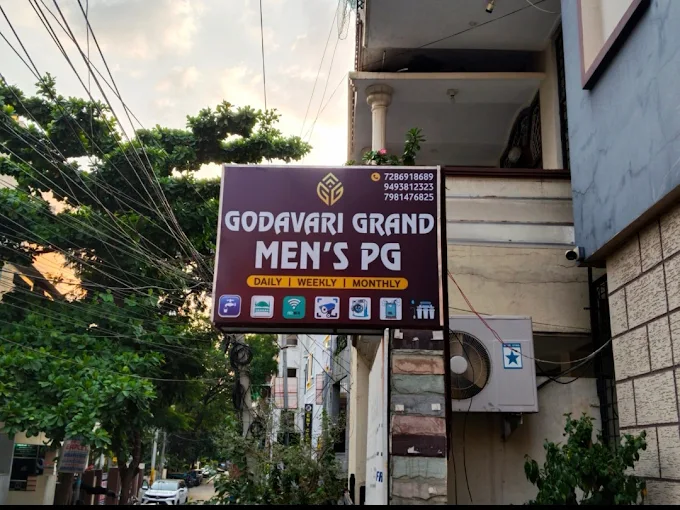 7286918689
9493812323
7981476825
GODAVARI GRAND
MEN'S PG
DAILY | WEEKLY | MONTHLY